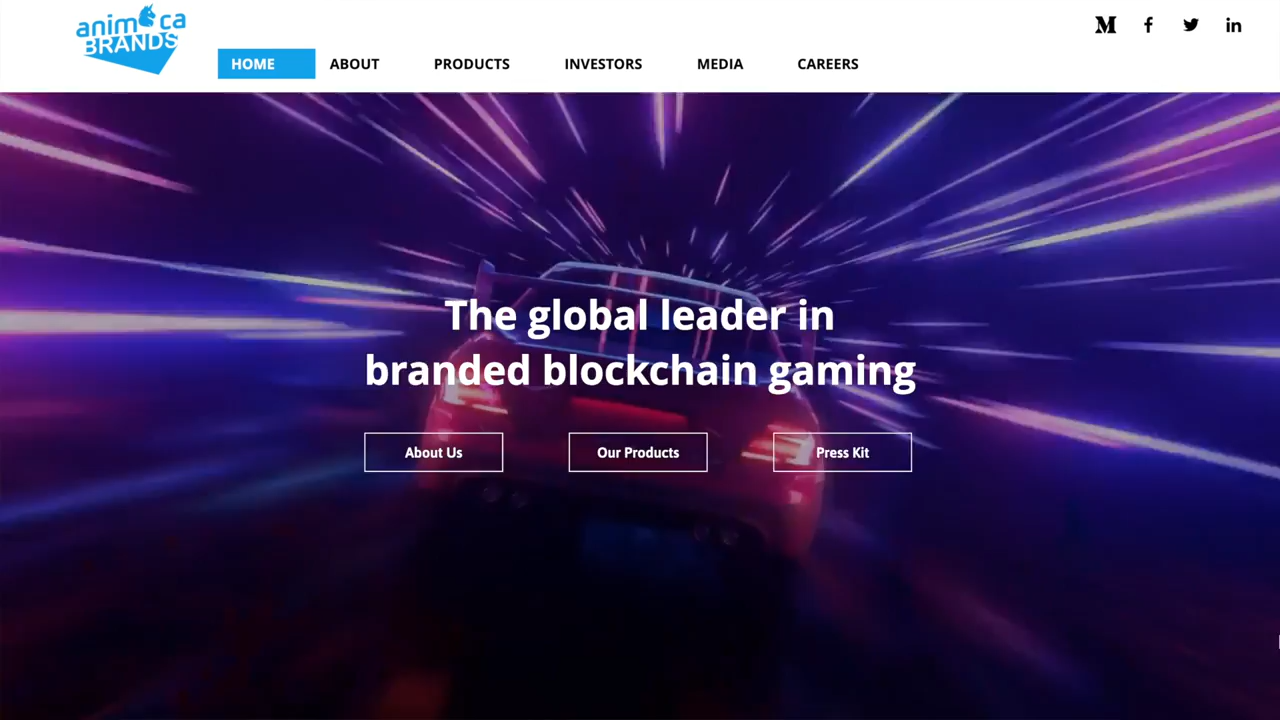 animoca
BRANDS
HOME ABOUT PRODUCTS INVESTORS MEDIA CAREERS
The global leader in
branded blockchain gaming
About Us Our Products Press Kit